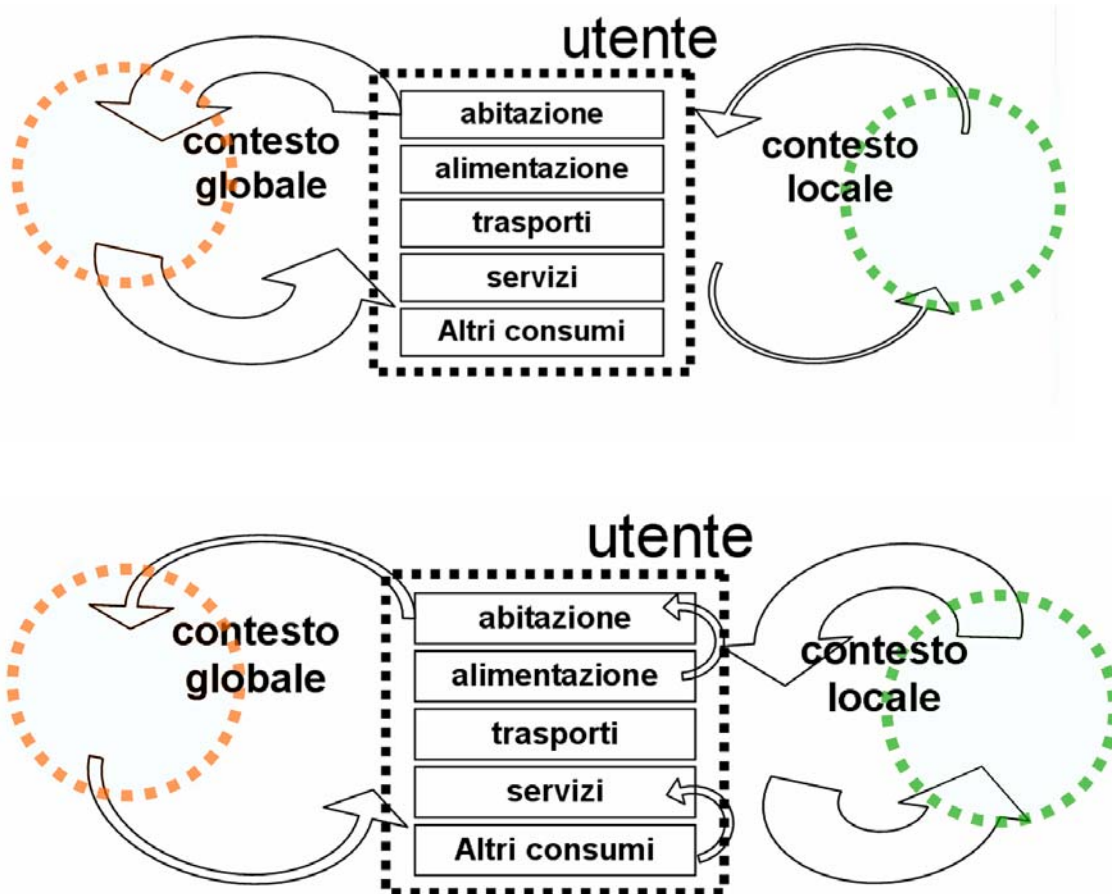 utente
abitazione
contesto
globale
alimentazione
trasporti
servizi
Altri consumi
contesto
locale
utente
abitazione
contesto
globale
alimentazione
trasporti
servizi
Altri consumi
contesto
locale